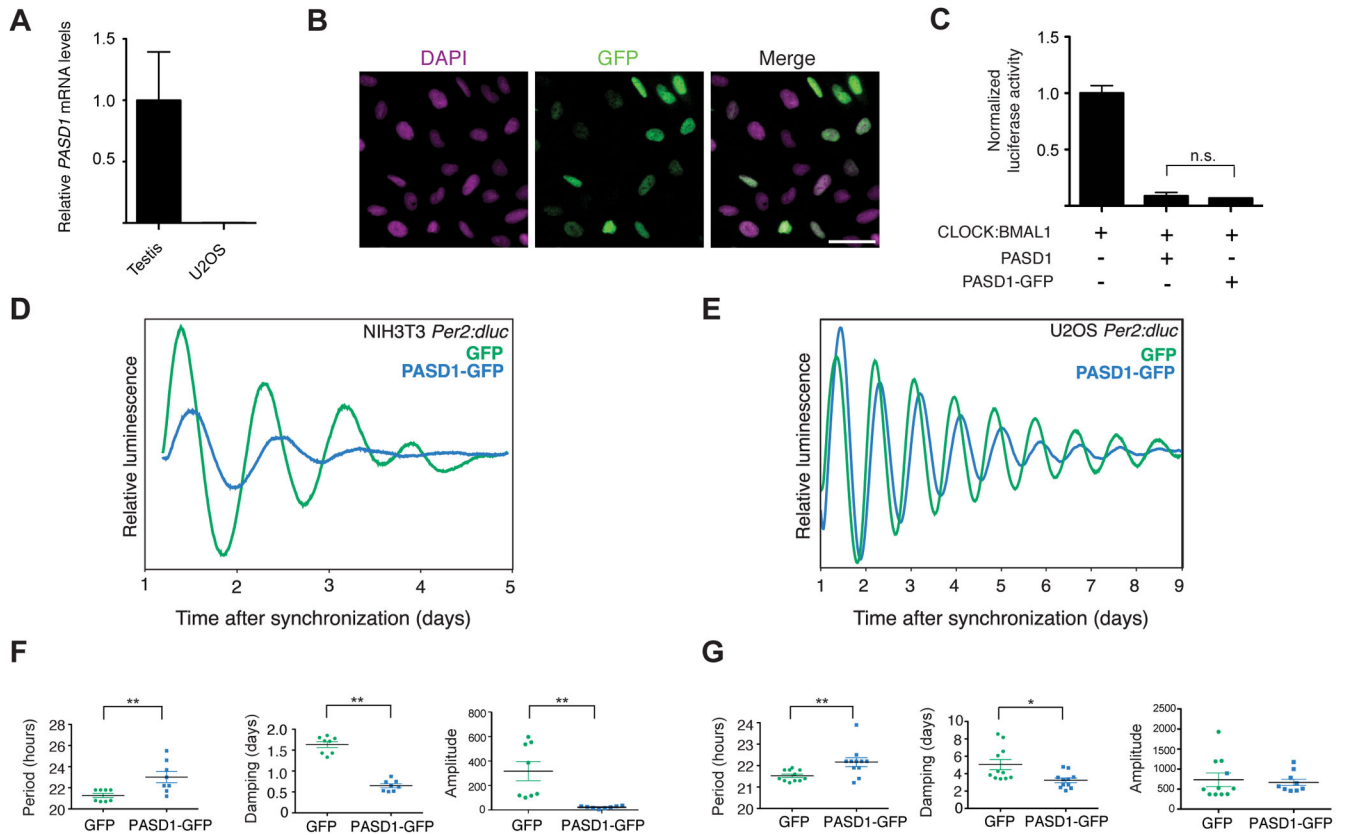 A
Relative PASD1 mRNA levels
1.5
1.0
0.5
Testis
U2OS
B
DAPI
GFP
Merge
C
Normalized
luciferase activity
1.5
1.0
0.5
n.s.
CLOCK:BMAL1 + + +
PASD1 - + -
PASD1-GFP - - +
D
NIH3T3 Per2:dluc
GFP
PASD1-GFP
Relative luminescence
1 2 3 4 5
Time after synchronization (days)
E
U2OS Per2:dluc
GFP
PASD1-GFP
Relative luminescence
1 2 3 4 5 6 7 8 9
Time after synchronization (days)
F
Period (hours)
28
26
24
22
20
**
GFP PASD1-GFP
Damping (days)
2.0
1.5
1.0
0.5
0
**
GFP PASD1-GFP
Amplitude
800
600
400
200
0
**
GFP PASD1-GFP
G
Period (hours)
24
23
22
21
20
**
GFP PASD1-GFP
Damping (days)
10
8
6
4
2
0
*
GFP PASD1-GFP
Amplitude
2500
2000
1500
1000
500
0
GFP PASD1-GFP